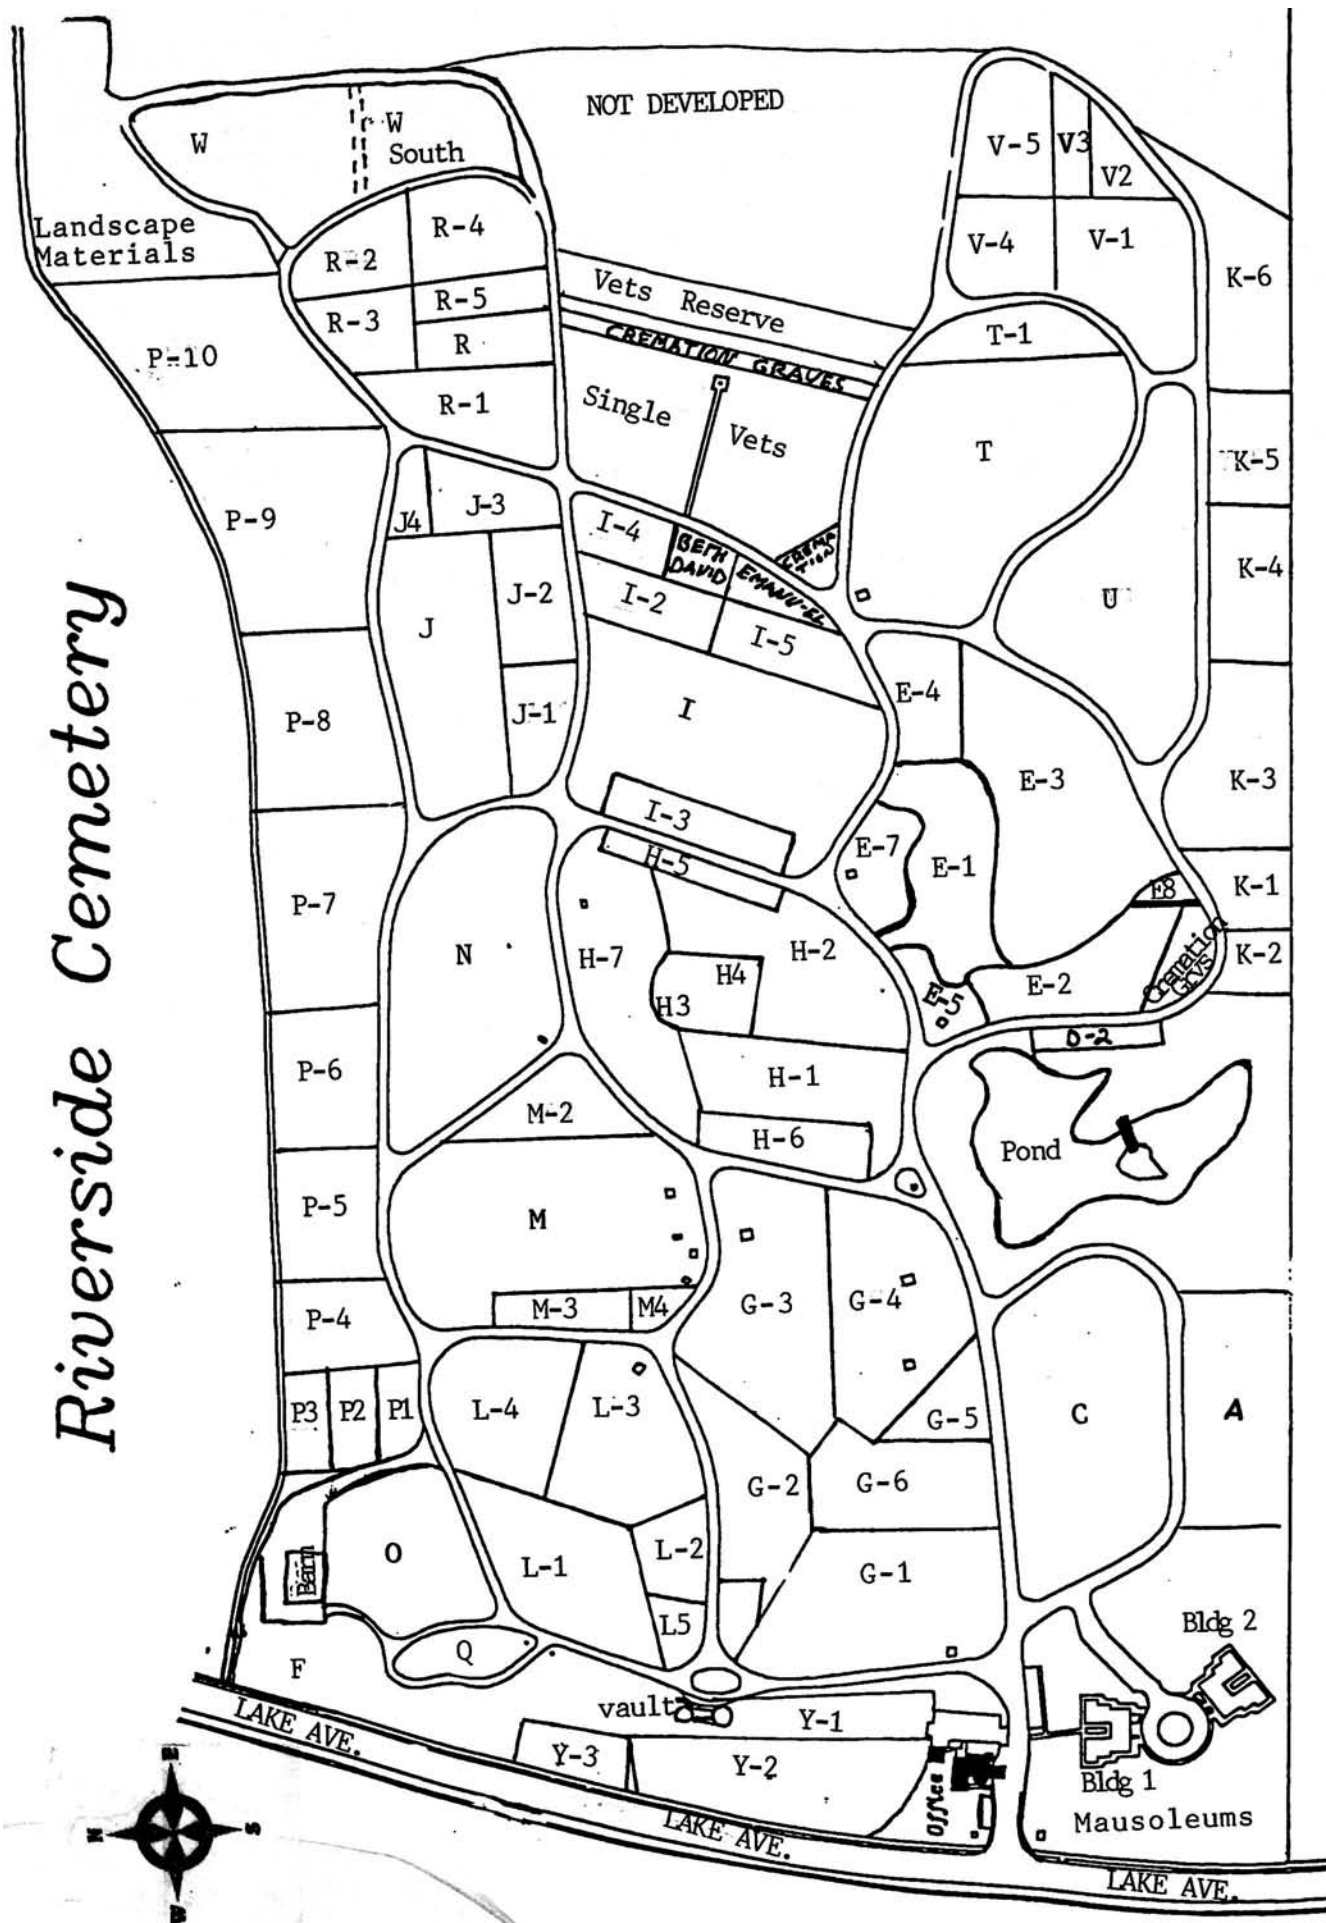 NOT DEVELOPED
W
W
South
V-5
V3
V2
Landscape
Materials
R-2
R-4
V-4
V-1
K-6
R-3
R-5
R
Vets Reserve
CREMATION GRAVES
T-1
P-10
R-1
Single
Vets
T
K-5
P-9
J4
J-3
I-4
BETH
DAVID
EMANU-EL
CREMA
TION
K-4
J-2
I-2
I-5
U
J
E-4
P-8
J-1
I
E-3
K-3
I-3
H-5
E-7
E-1
E8
K-1
P-7
N
H-7
H-2
H4
H3
E-5
E-2
Cremation
Grvs
K-2
D-2
P-6
H-1
M-2
H-6
Pond
P-5
M
G-3
G-4
P-4
M-3
M4
P3
P2
P1
L-4
L-3
G-5
C
A
G-2
G-6
Barn
O
L-1
L-2
G-1
L5
F
Q
Bldg 2
vault
Y-1
Y-3
Y-2
Office
Bldg 1
Mausoleums
LAKE AVE.
LAKE AVE.
LAKE AVE.
Riverside Cemetery
E
N
S
W